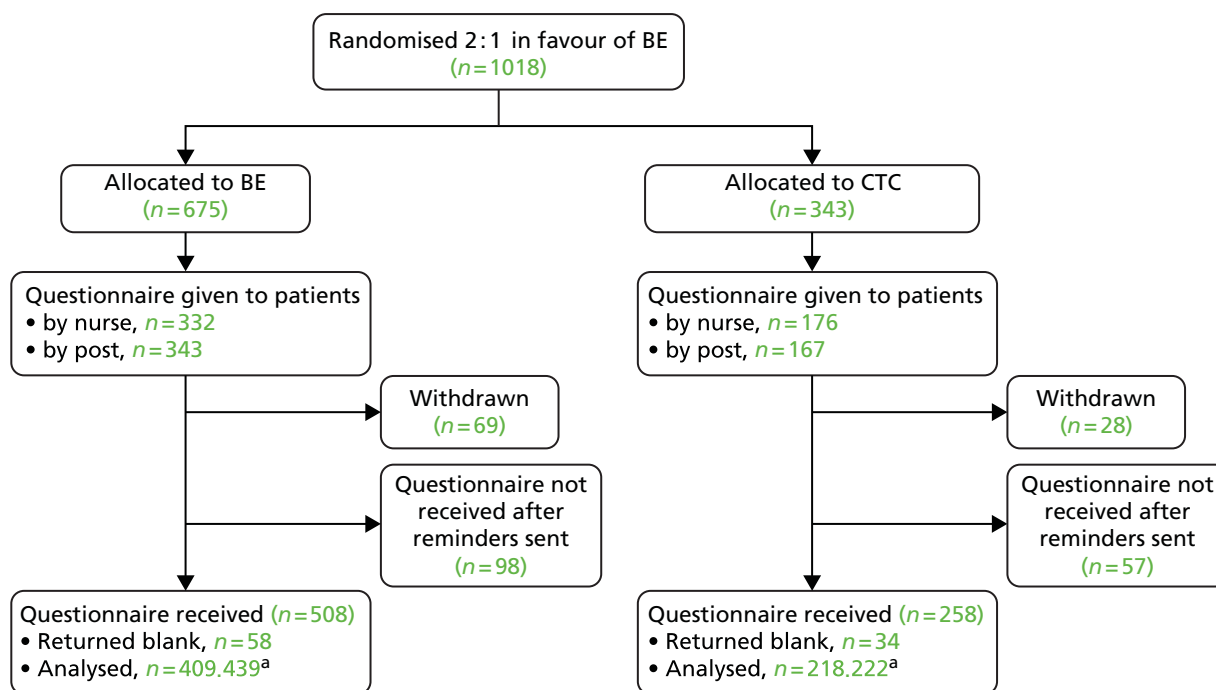 Randomised 2:1 in favour of BE
(n=1018)
Allocated to BE
(n=675)
Allocated to CTC
(n=343)
Questionnaire given to patients
• by nurse, n=332
• by post, n=343
Questionnaire given to patients
• by nurse, n=176
• by post, n=167
Withdrawn
(n=69)
Withdrawn
(n=28)
Questionnaire not
received after
reminders sent
(n=98)
Questionnaire not
received after
reminders sent
(n=57)
Questionnaire received (n=508)
• Returned blank, n=58
• Analysed, n=409.439a
Questionnaire received (n=258)
• Returned blank, n=34
• Analysed, n=218.222a